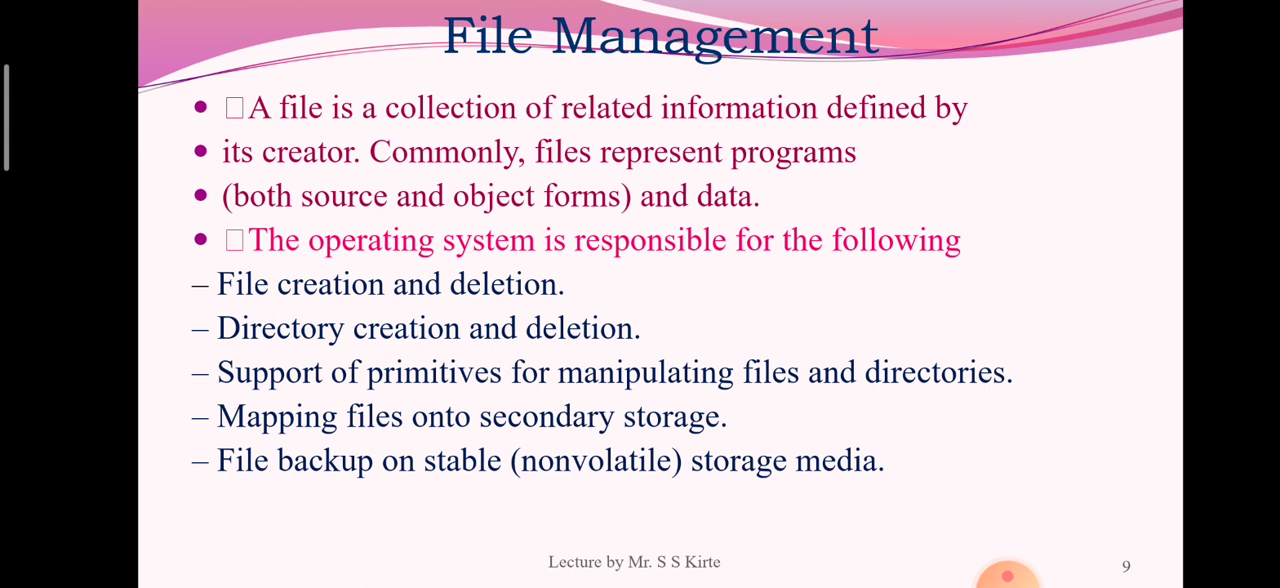 File Management
• □A file is a collection of related information defined by
• its creator. Commonly, files represent programs
• (both source and object forms) and data.
• □The operating system is responsible for the following
– File creation and deletion.
– Directory creation and deletion.
– Support of primitives for manipulating files and directories.
– Mapping files onto secondary storage.
– File backup on stable (nonvolatile) storage media.
Lecture by Mr. S S Kirte
9